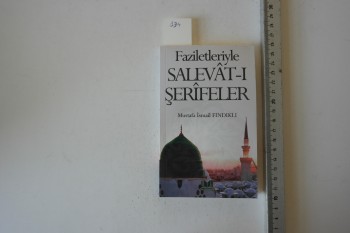 Faziletleriyle
SALEVÂT-I
ŞERÎFELER
Mustafa İsmail FINDIKLI